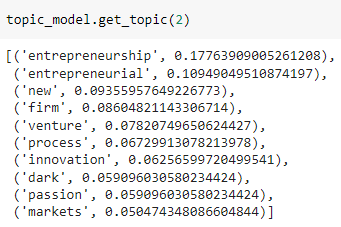 topic_model.get_topic(2)
[('entrepreneurship', 0.17763909005261208),
('entrepreneurial', 0.10949049510874197),
('new', 0.09355957649226773),
('firm', 0.08604821143306714),
('venture', 0.07820749650624427),
('process', 0.06729913078213978),
('innovation', 0.06256599720499541),
('dark', 0.059096030580234424),
('passion', 0.059096030580234424),
('markets', 0.050474348086604844)]